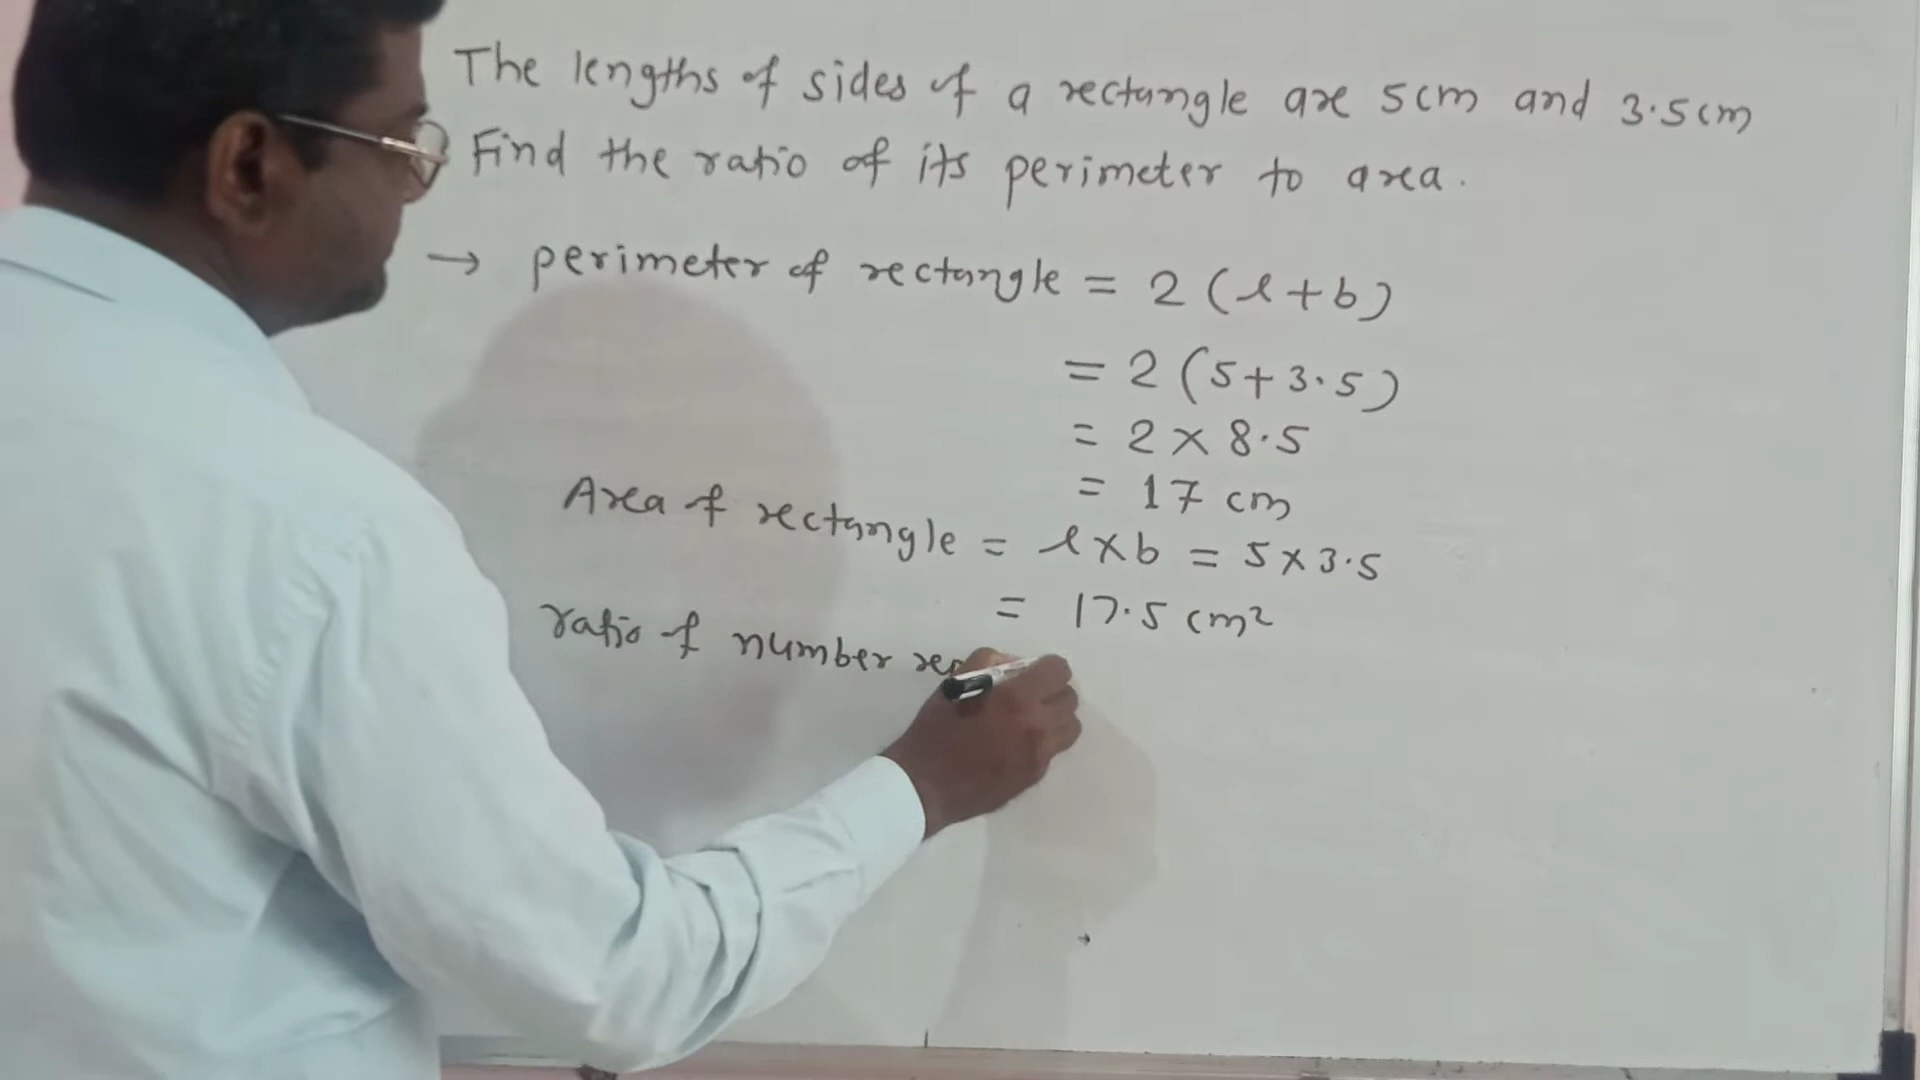 The lengths of sides of a rectangle are 5cm and 3.5cm
Find the ratio of its perimeter to area.
→ perimeter of rectangle = 2 (l+b)
= 2 (5+3.5)
= 2 × 8.5
= 17 cm
Area of rectangle = l×b = 5×3.5
= 17.5 cm²
ratio of number